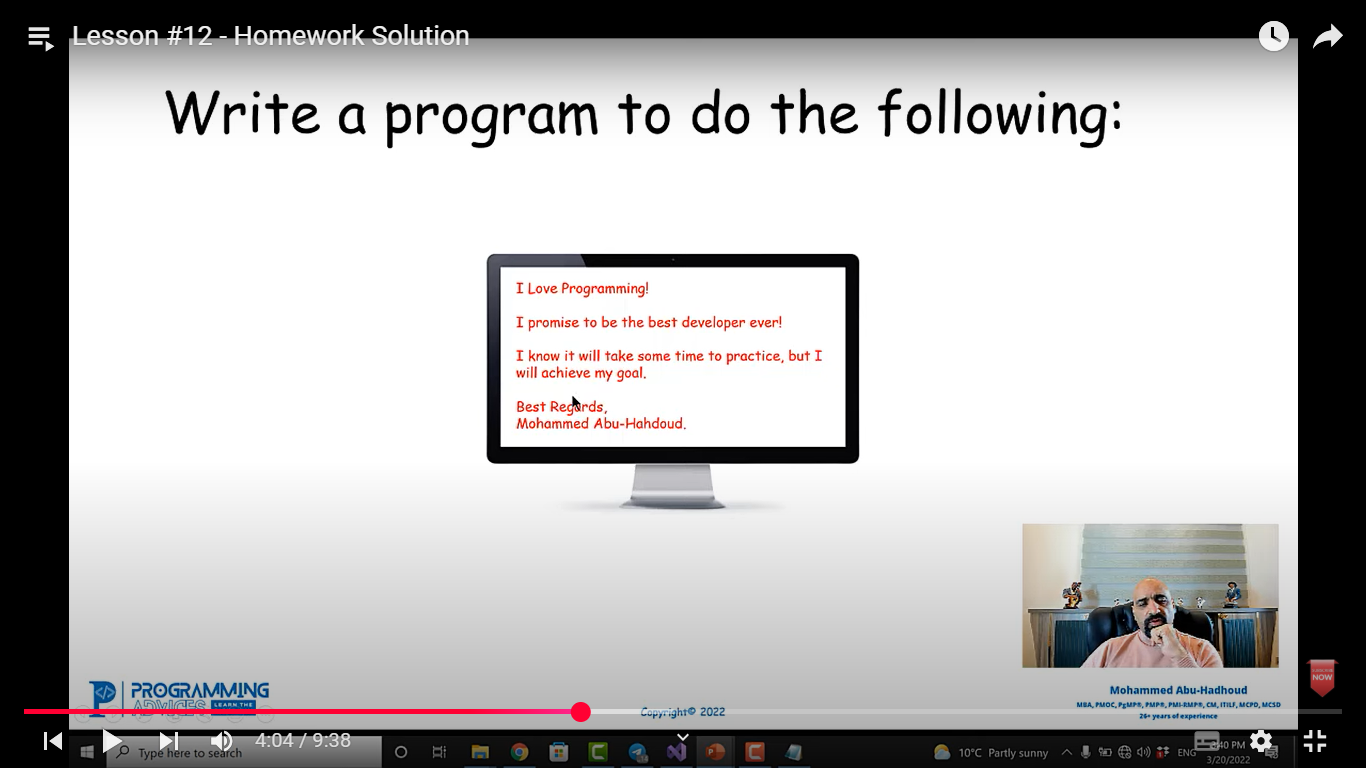 Lesson #12 - Homework Solution
Write a program to do the following:
I Love Programming!
I promise to be the best developer ever!
I know it will take some time to practice, but I
will achieve my goal.
Best Regards,
Mohammed Abu-Hahdoud.
NOW
PROGRAMMING
ADVICES LEARN THE
Mohammed Abu-Hadhoud
MBA, PMOC, PgMP®, PMP®, PMI-RMP®, CM, ITILF, MCPD, MCSD
26+ years of experience
Copyright© 2022
4:04 / 9:38
Type here to search
10°C Partly sunny
ENG
:40 PM
3/20/2022